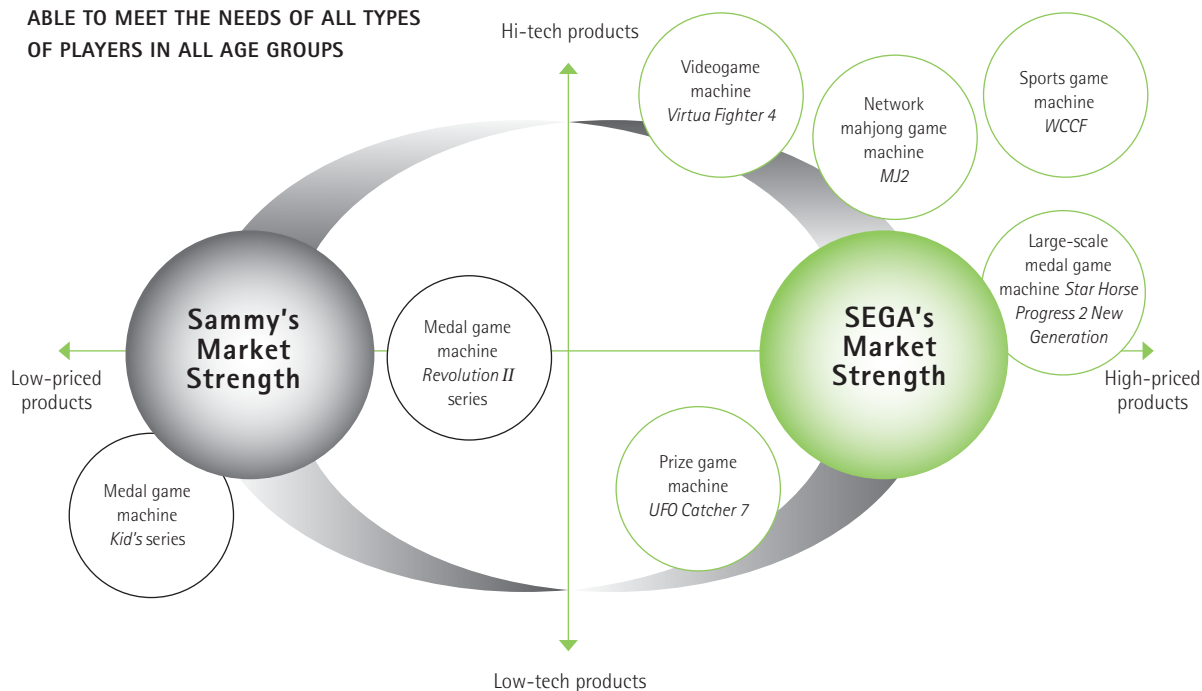 ABLE TO MEET THE NEEDS OF ALL TYPES
OF PLAYERS IN ALL AGE GROUPS
Hi-tech products
Videogame
machine
Virtua Fighter 4
Network
mahjong game
machine
MJ2
Sports game
machine
WCCF
Large-scale
medal game
machine Star Horse
Progress 2 New
Generation
Sammy's
Market
Strength
Medal game
machine
Revolution II
series
SEGA's
Market
Strength
Low-priced
products
High-priced
products
Medal game
machine
Kid's series
Prize game
machine
UFO Catcher 7
Low-tech products